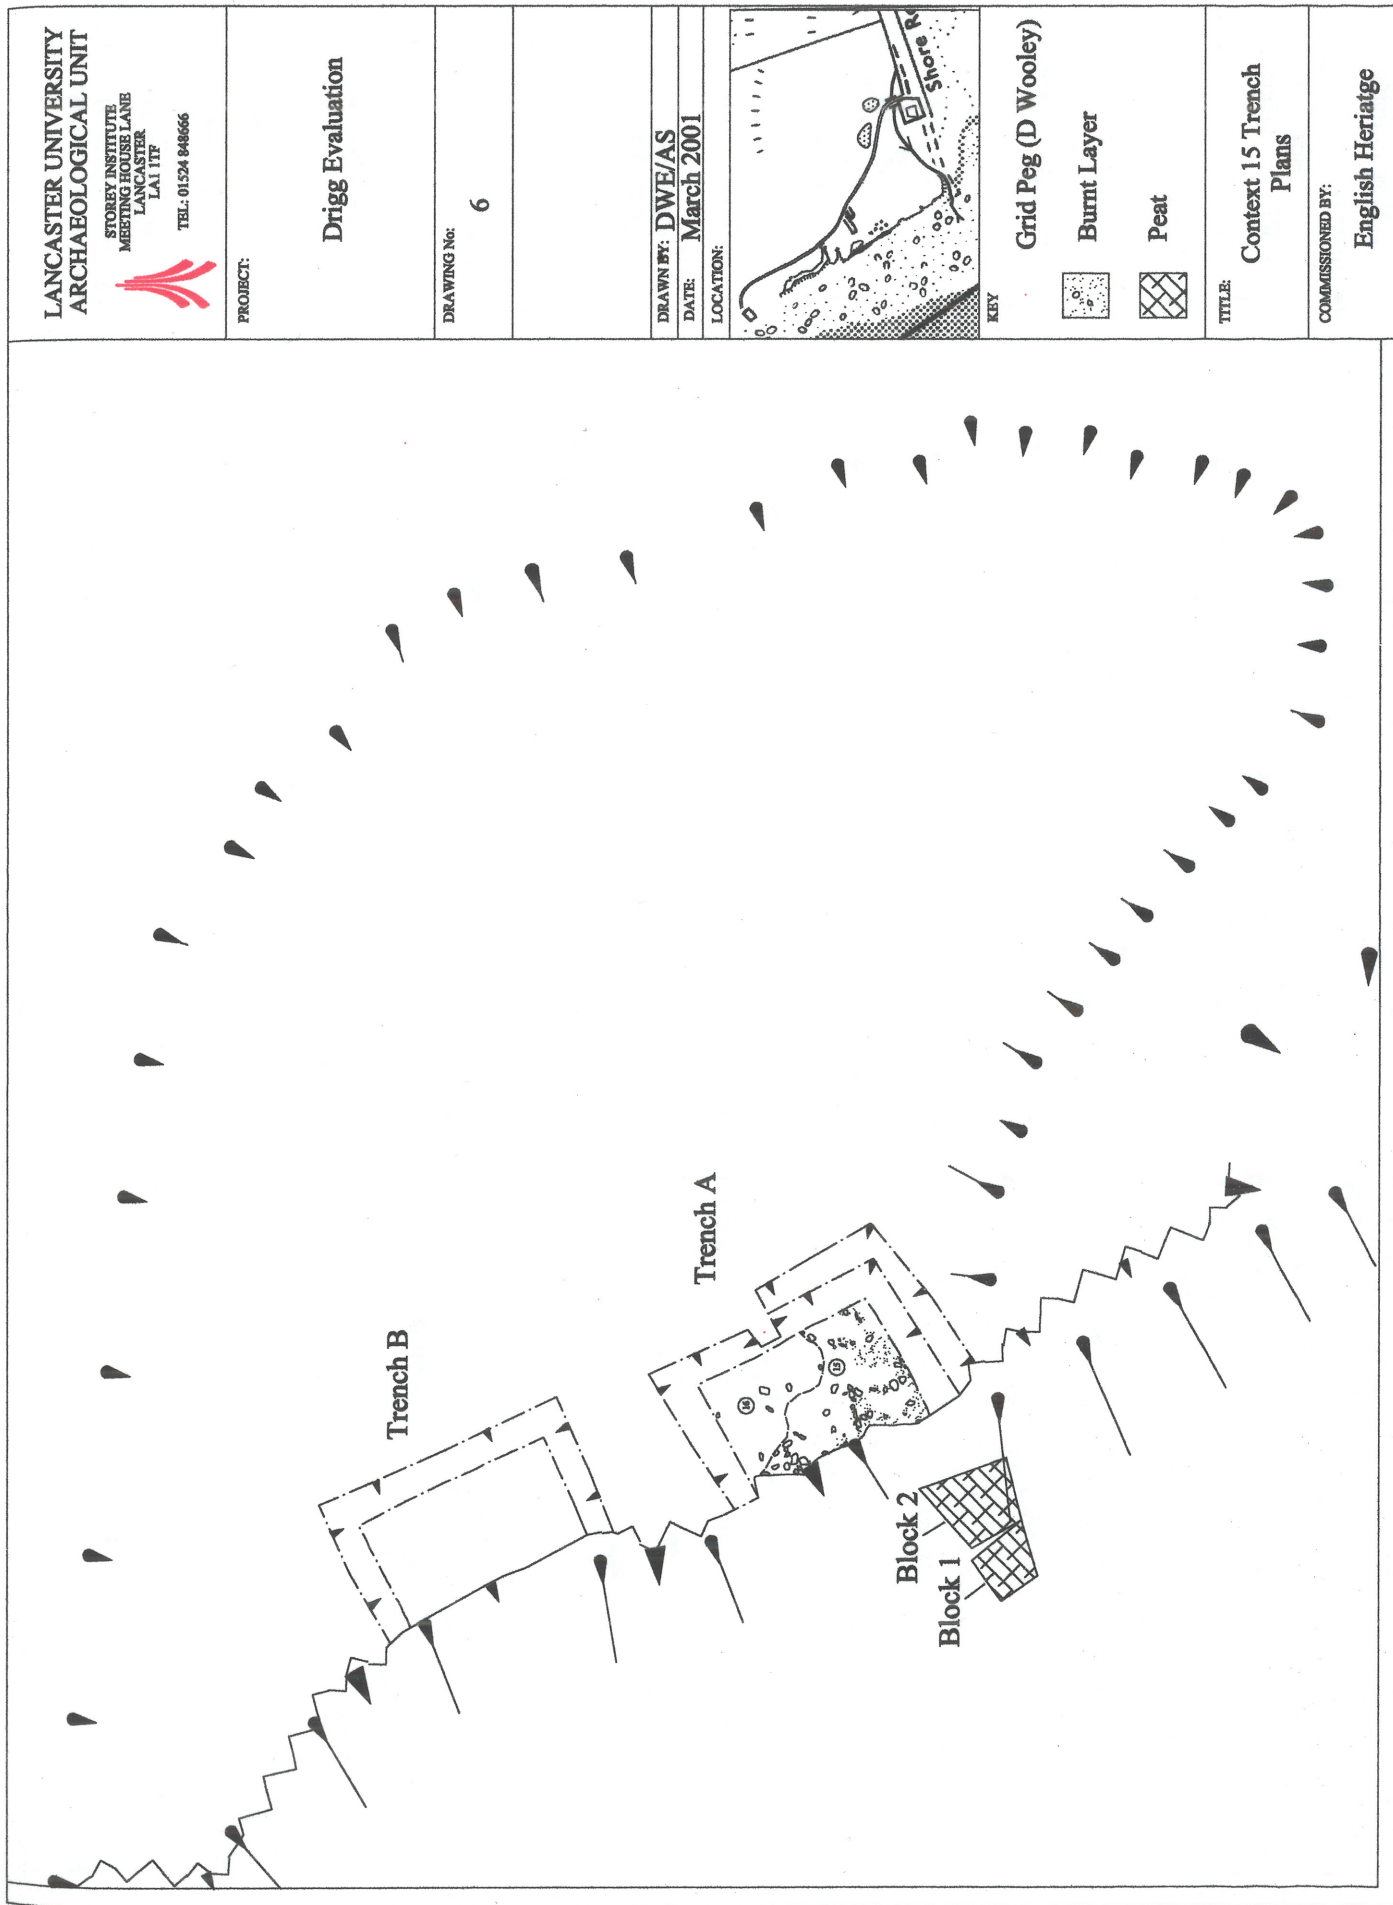 LANCASTER UNIVERSITY
ARCHAEOLOGICAL UNIT
STOREY INSTITUTE
MEETING HOUSE LANE
LANCASTER
LA1 1TF
TEL: 01524 848666
PROJECT:
Drigg Evaluation
DRAWING No:
6
DRAWN BY: DWE/AS
DATE: March 2001
LOCATION:
Shore R
KEY
Grid Peg (D Wooley)
Burnt Layer
Peat
TITLE:
Context 15 Trench
Plans
COMMISSIONED BY:
English Heriatge
Trench B
Trench A
16
15
Block 2
Block 1